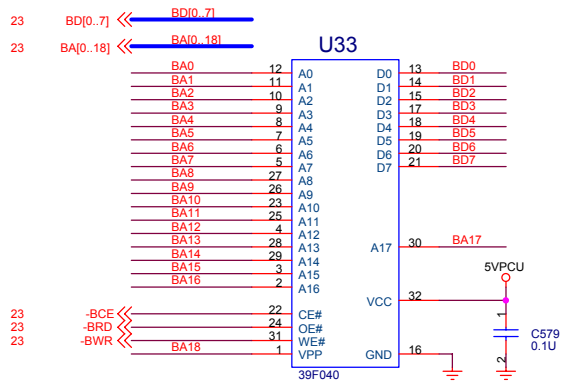 23 BD[0..7] BD[0..7]
23 BA[0..18] BA[0..18]
U33
BA0 12 A0 D0 13 BD0
BA1 11 A1 D1 14 BD1
BA2 10 A2 D2 15 BD2
BA3 9 A3 D3 17 BD3
BA4 8 A4 D4 18 BD4
BA5 7 A5 D5 19 BD5
BA6 6 A6 D6 20 BD6
BA7 5 A7 D7 21 BD7
BA8 27 A8
BA9 26 A9
BA10 23 A10
BA11 25 A11
BA12 4 A12
BA13 28 A13 A17 30 BA17
BA14 29 A14
BA15 3 A15 5VPCU
BA16 2 A16
VCC 32
23 -BCE 22 CE# 1
23 -BRD 24 OE# C579
23 -BWR 31 WE# 0.1U
BA18 1 VPP GND 16 2
39F040